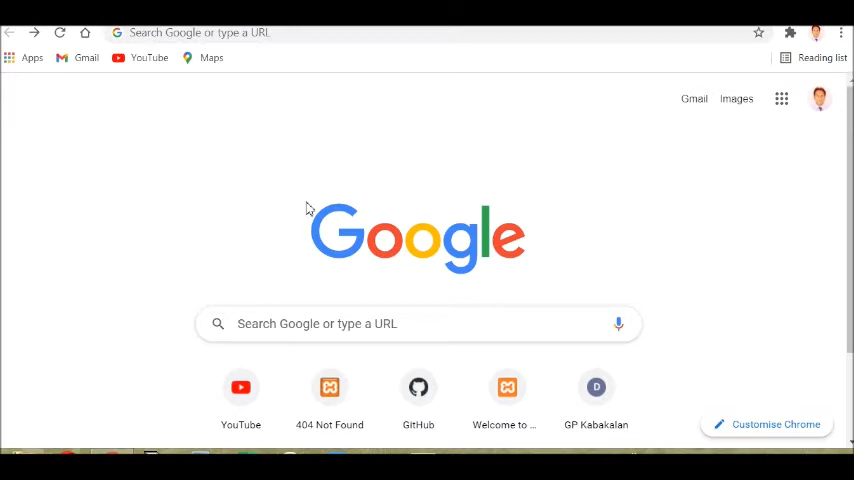 Search Google or type a URL
Apps Gmail YouTube Maps Reading list
Gmail Images
Google
Search Google or type a URL
D
YouTube 404 Not Found GitHub Welcome to ... GP Kabakalan
Customise Chrome